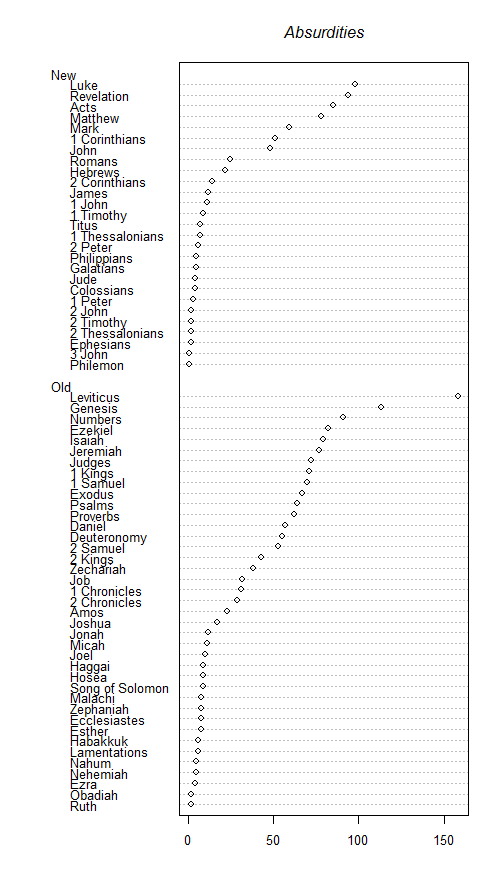 Absurdities
New
Luke
Revelation
Acts
Matthew
Mark
1 Corinthians
John
Romans
Hebrews
2 Corinthians
James
1 John
1 Timothy
Titus
1 Thessalonians
2 Peter
Philippians
Galatians
Jude
Colossians
1 Peter
2 John
2 Timothy
2 Thessalonians
Ephesians
3 John
Philemon
Old
Leviticus
Genesis
Numbers
Ezekiel
Isaiah
Jeremiah
Judges
1 Kings
1 Samuel
Exodus
Psalms
Proverbs
Daniel
Deuteronomy
2 Samuel
2 Kings
Zechariah
Job
1 Chronicles
2 Chronicles
Amos
Joshua
Jonah
Micah
Joel
Haggai
Hosea
Song of Solomon
Malachi
Zephaniah
Ecclesiastes
Esther
Habakkuk
Lamentations
Nahum
Nehemiah
Ezra
Obadiah
Ruth
0 50 100 150